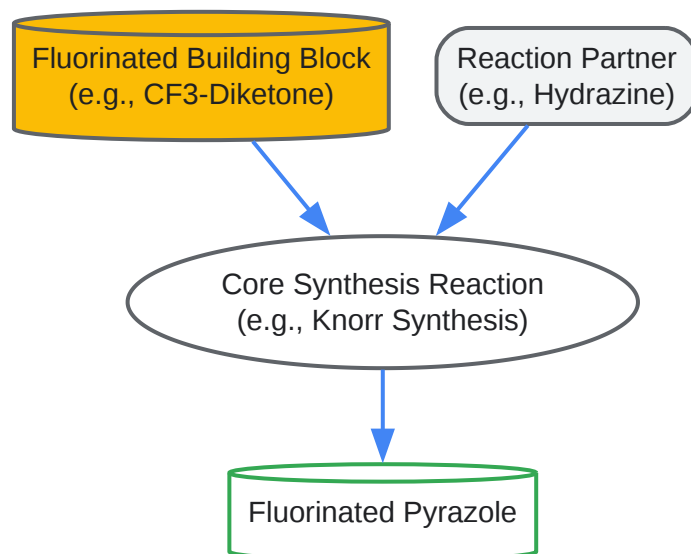 Fluorinated Building Block
(e.g., CF3-Diketone)
Reaction Partner
(e.g., Hydrazine)
Core Synthesis Reaction
(e.g., Knorr Synthesis)
Fluorinated Pyrazole